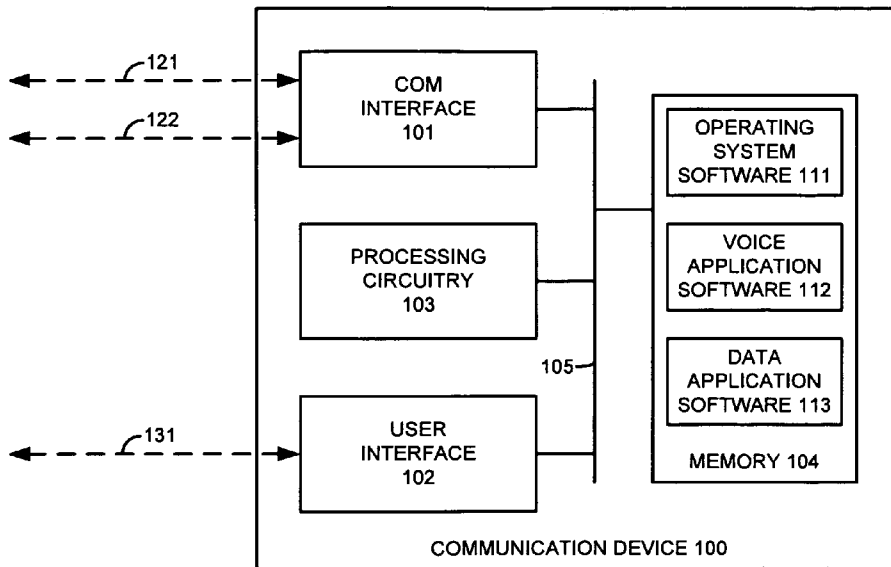 121
122
COM
INTERFACE
101
PROCESSING
CIRCUITRY
103
131
USER
INTERFACE
102
105
OPERATING
SYSTEM
SOFTWARE 111
VOICE
APPLICATION
SOFTWARE 112
DATA
APPLICATION
SOFTWARE 113
MEMORY 104
COMMUNICATION DEVICE 100